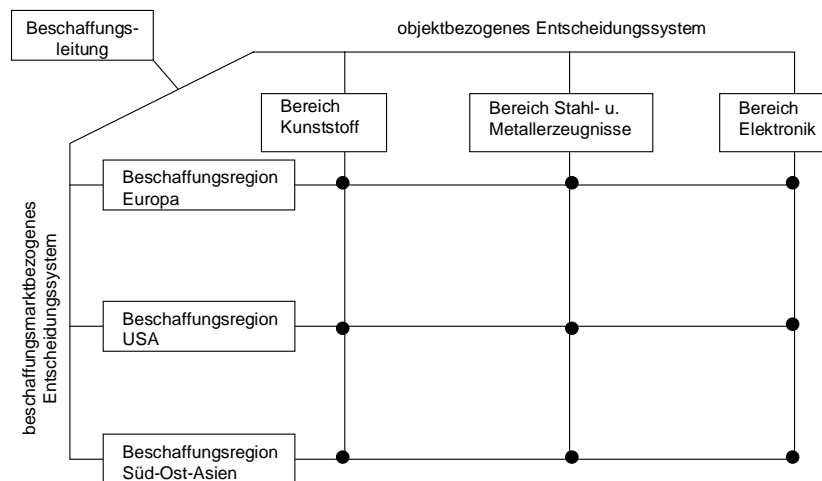 Beschaffungs-
leitung
objektbezogenes Entscheidungssystem
Bereich
Kunststoff
Bereich Stahl- u.
Metallerzeugnisse
Bereich
Elektronik
beschaffungsmarktbezogenes
Entscheidungssystem
Beschaffungsregion
Europa
Beschaffungsregion
USA
Beschaffungsregion
Süd-Ost-Asien